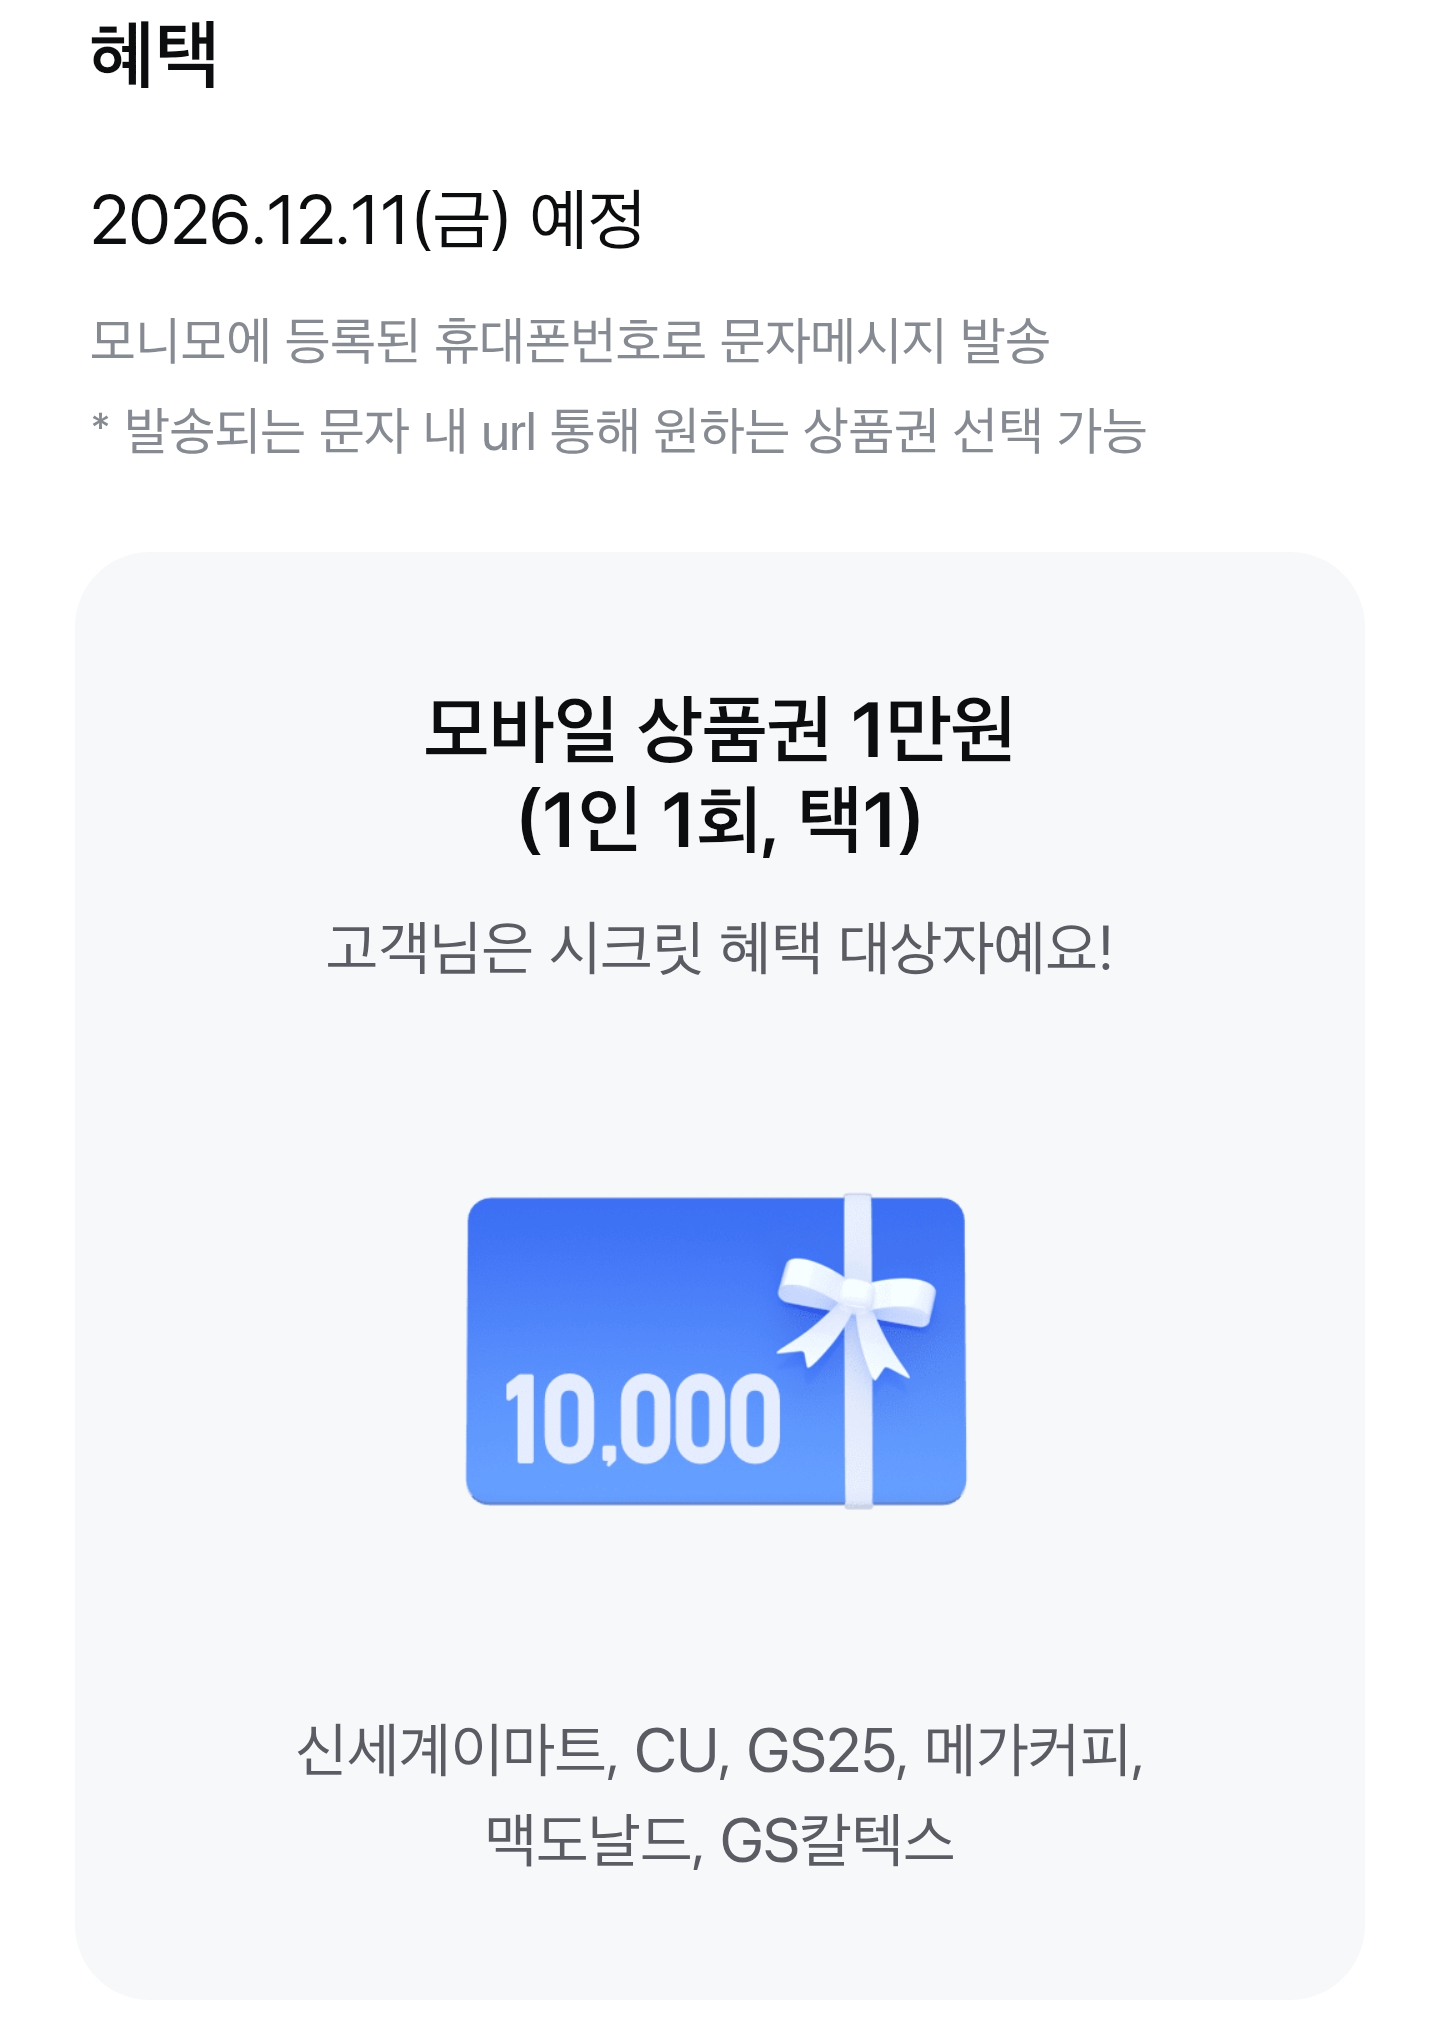 혜택
2026.12.11(금) 예정
모니모에 등록된 휴대폰번호로 문자메시지 발송
* 발송되는 문자 내 url 통해 원하는 상품권 선택 가능
모바일 상품권 1만원
(1인 1회, 택1)
고객님은 시크릿 혜택 대상자예요!
10,000
신세계이마트, CU, GS25, 메가커피,
맥도날드, GS칼텍스